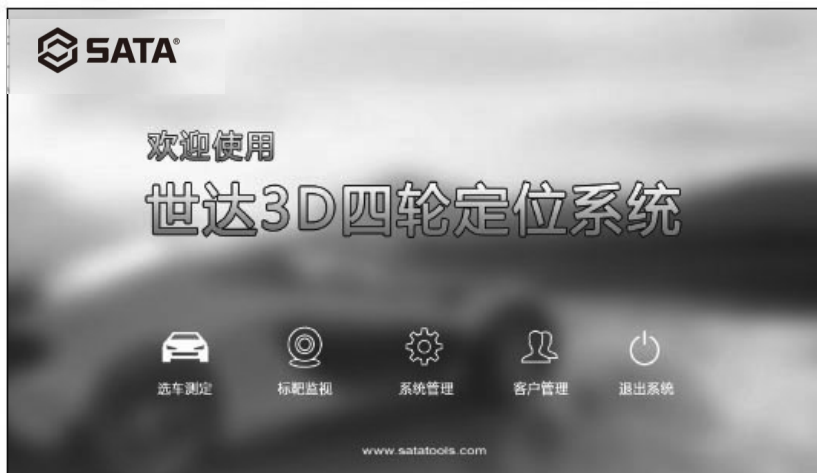 SATA®
欢迎使用
世达3D四轮定位系统
选车测定 标靶监视 系统管理 客户管理 退出系统
www.satatools.com